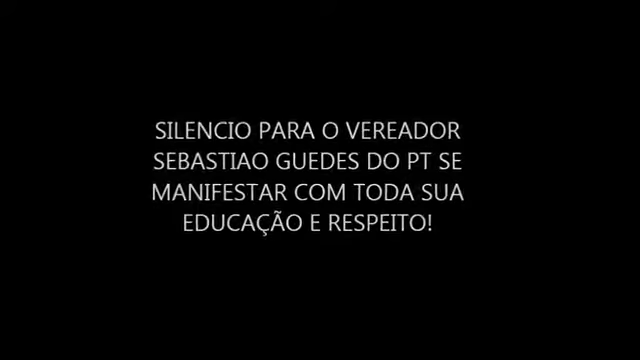 SILENCIO PARA O VEREADOR
SEBASTIAO GUEDES DO PT SE
MANIFESTAR COM TODA SUA
EDUCAÇÃO E RESPEITO!